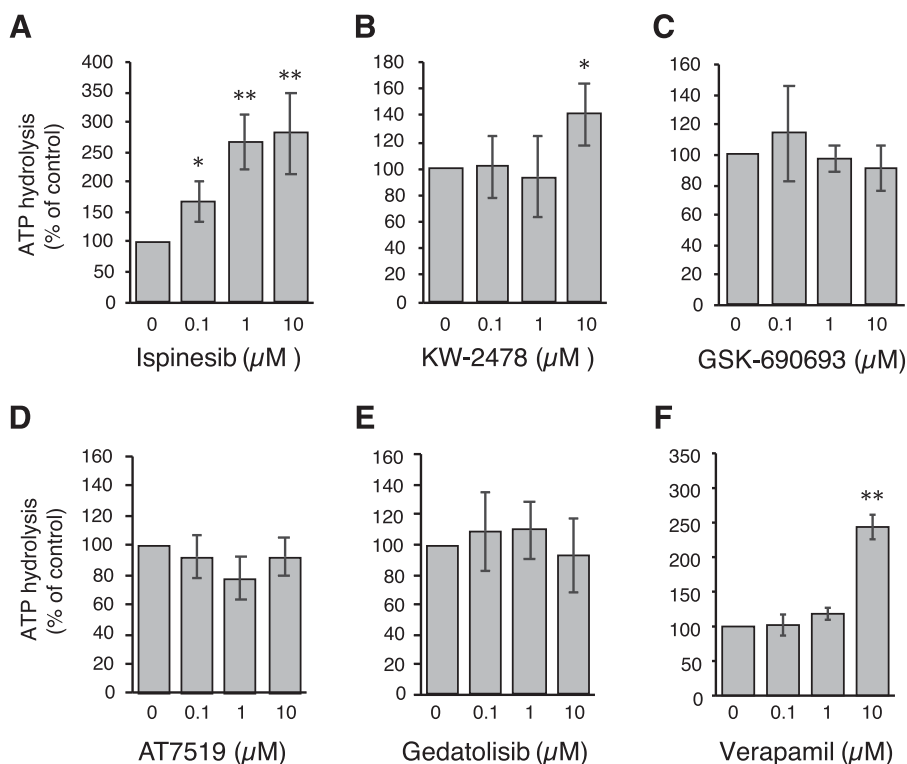 A
ATP hydrolysis
(% of control)
400
350
300
250
200
150
100
50
0
*
**
**
0 0.1 1 10
Ispinesib (µM )
B
180
160
140
120
100
80
60
40
20
0
*
0 0.1 1 10
KW-2478 (µM )
C
160
140
120
100
80
60
40
20
0
0 0.1 1 10
GSK-690693 (µM)
D
ATP hydrolysis
(% of control)
160
140
120
100
80
60
40
20
0
0 0.1 1 10
AT7519 (µM)
E
160
140
120
100
80
60
40
20
0
0 0.1 1 10
Gedatolisib (µM)
F
350
300
250
200
150
100
50
0
**
0 0.1 1 10
Verapamil (µM)